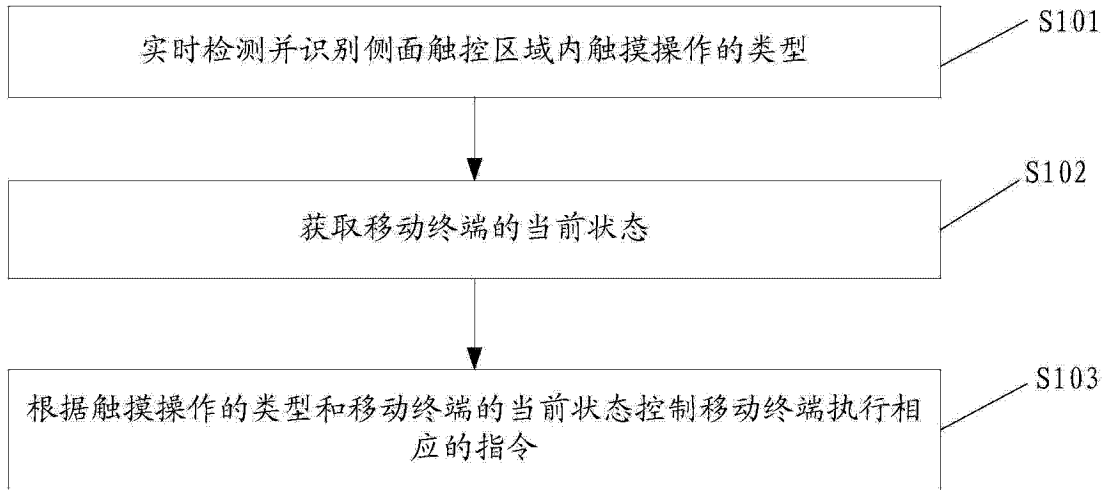 实时检测并识别侧面触控区域内触摸操作的类型
S101
获取移动终端的当前状态
S102
根据触摸操作的类型和移动终端的当前状态控制移动终端执行相
应的指令
S103